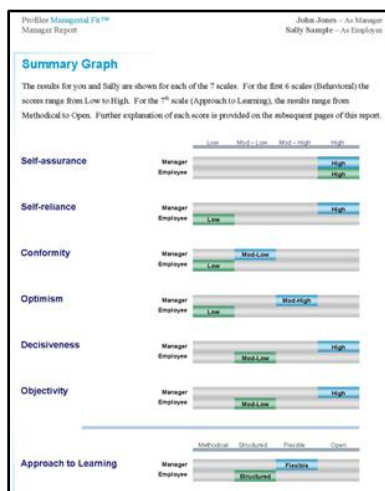 Profiles Managerial Fit™
Manager Report
John Jones – As Manager
Sally Sample – As Employee
Summary Graph
The results for you and Sally are shown for each of the 7 scales. For the first 6 scales (Behavioral) the
scores range from Low to High. For the 7th scale (Approach to Learning), the results range from
Methodical to Open. Further explanation of each score is provided on the subsequent pages of this report.
Low Mod – Low Mod – High High
Self-assurance Manager High
Employee High
Self-reliance Manager High
Employee Low
Conformity Manager Mod-Low
Employee Low
Optimism Manager Mod-High
Employee Low
Decisiveness Manager High
Employee Mod-Low
Objectivity Manager High
Employee Mod-Low
Methodical Structured Flexible Open
Approach to Learning Manager Flexible
Employee Structured